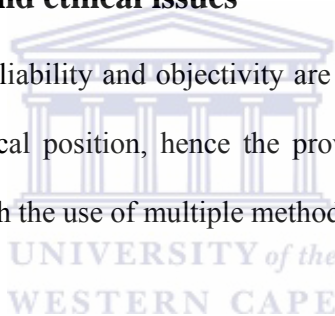 nd ethical issues
liability and objectivity are
cal position, hence the prov
h the use of multiple method
UNIVERSITY of the
WESTERN CAPE